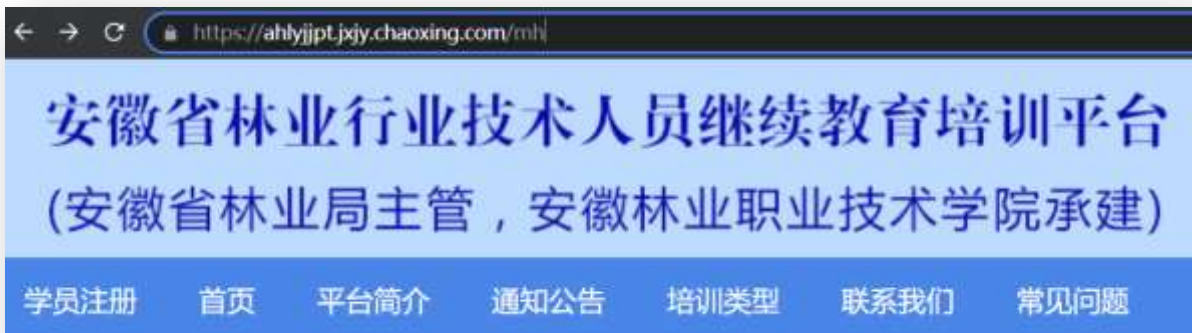 https://ahlyjjpt.jxjy.chaoxing.com/mh
安徽省林业行业技术人员继续教育培训平台
(安徽省林业局主管，安徽林业职业技术学院承建)
学员注册 首页 平台简介 通知公告 培训类型 联系我们 常见问题